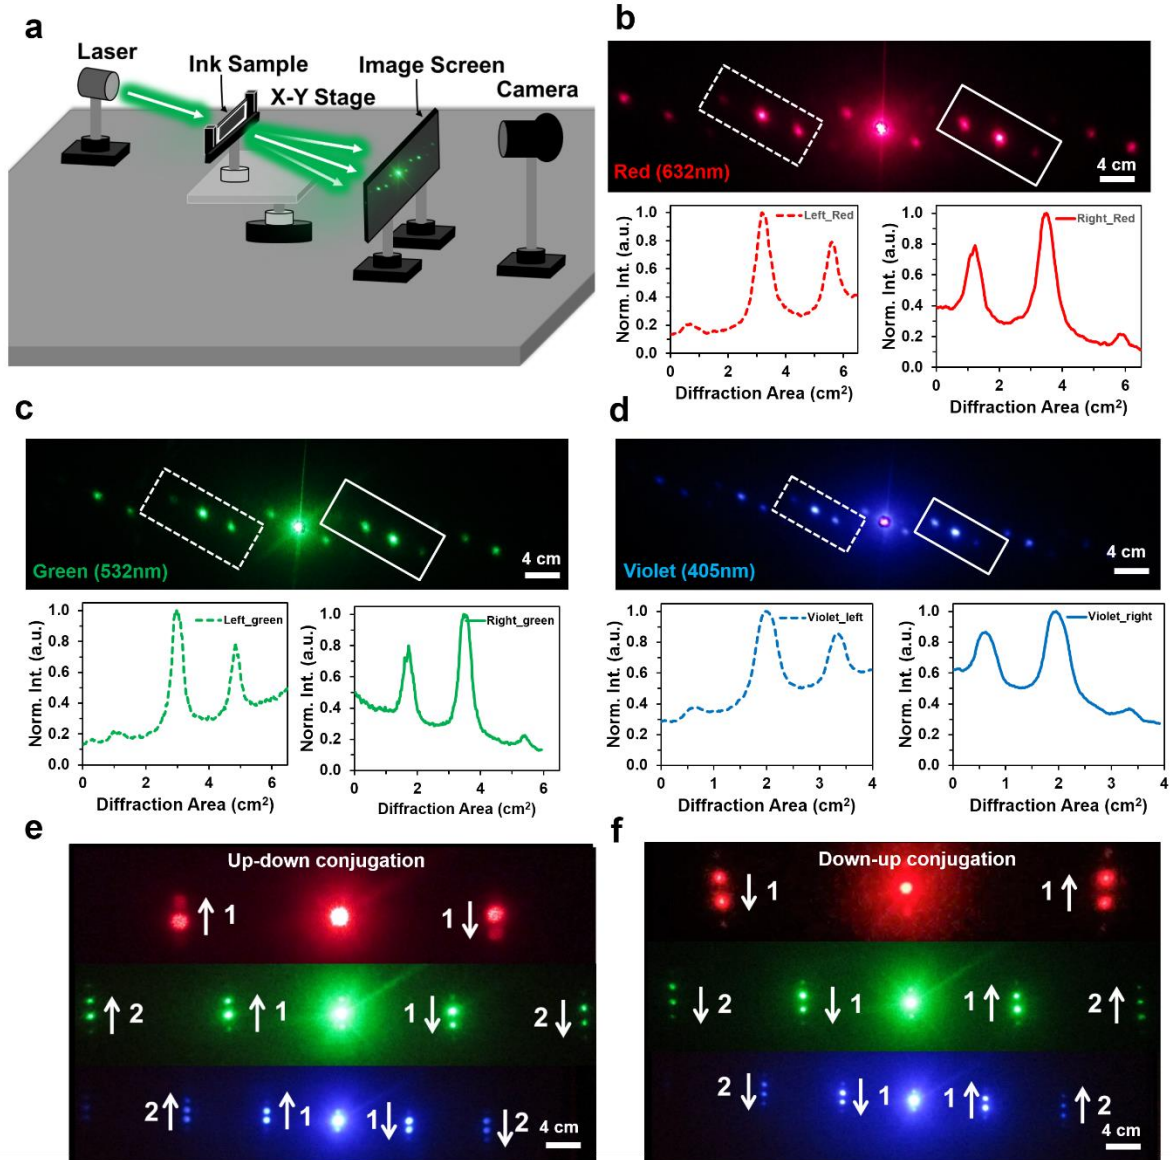 a
Laser
Ink Sample
X-Y Stage
Image Screen
Camera
b
Red (632nm)
4 cm
Norm. Int. (a.u.)
1.0
0.8
0.6
0.4
0.2
0.0
Left_Red
0 2 4 6
Diffraction Area (cm²)
Norm. Int. (a.u.)
1.0
0.8
0.6
0.4
0.2
0.0
Right_Red
0 2 4 6
Diffraction Area (cm²)
c
Green (532nm)
4 cm
Norm. Int. (a.u.)
1.0
0.8
0.6
0.4
0.2
0.0
Left_green
0 2 4 6
Diffraction Area (cm²)
Norm. Int. (a.u.)
1.0
0.8
0.6
0.4
0.2
0.0
Right_green
0 2 4 6
Diffraction Area (cm²)
d
Violet (405nm)
4 cm
Norm. Int. (a.u.)
1.0
0.8
0.6
0.4
0.2
0.0
Violet_left
0 1 2 3 4
Diffraction Area (cm²)
Norm. Int. (a.u.)
1.0
0.8
0.6
0.4
0.2
0.0
Violet_right
0 1 2 3 4
Diffraction Area (cm²)
e
Up-down conjugation
↑ 1 1 ↓
↑ 2 ↑ 1 1 ↓ 2 ↓
2 ↑ ↑ 1 1 ↓ ↓ 2
4 cm
f
Down-up conjugation
↓ 1 1 ↑
↓ 2 ↓ 1 1 ↑ 2 ↑
2 ↓ ↓ 1 1 ↑ ↑ 2
4 cm